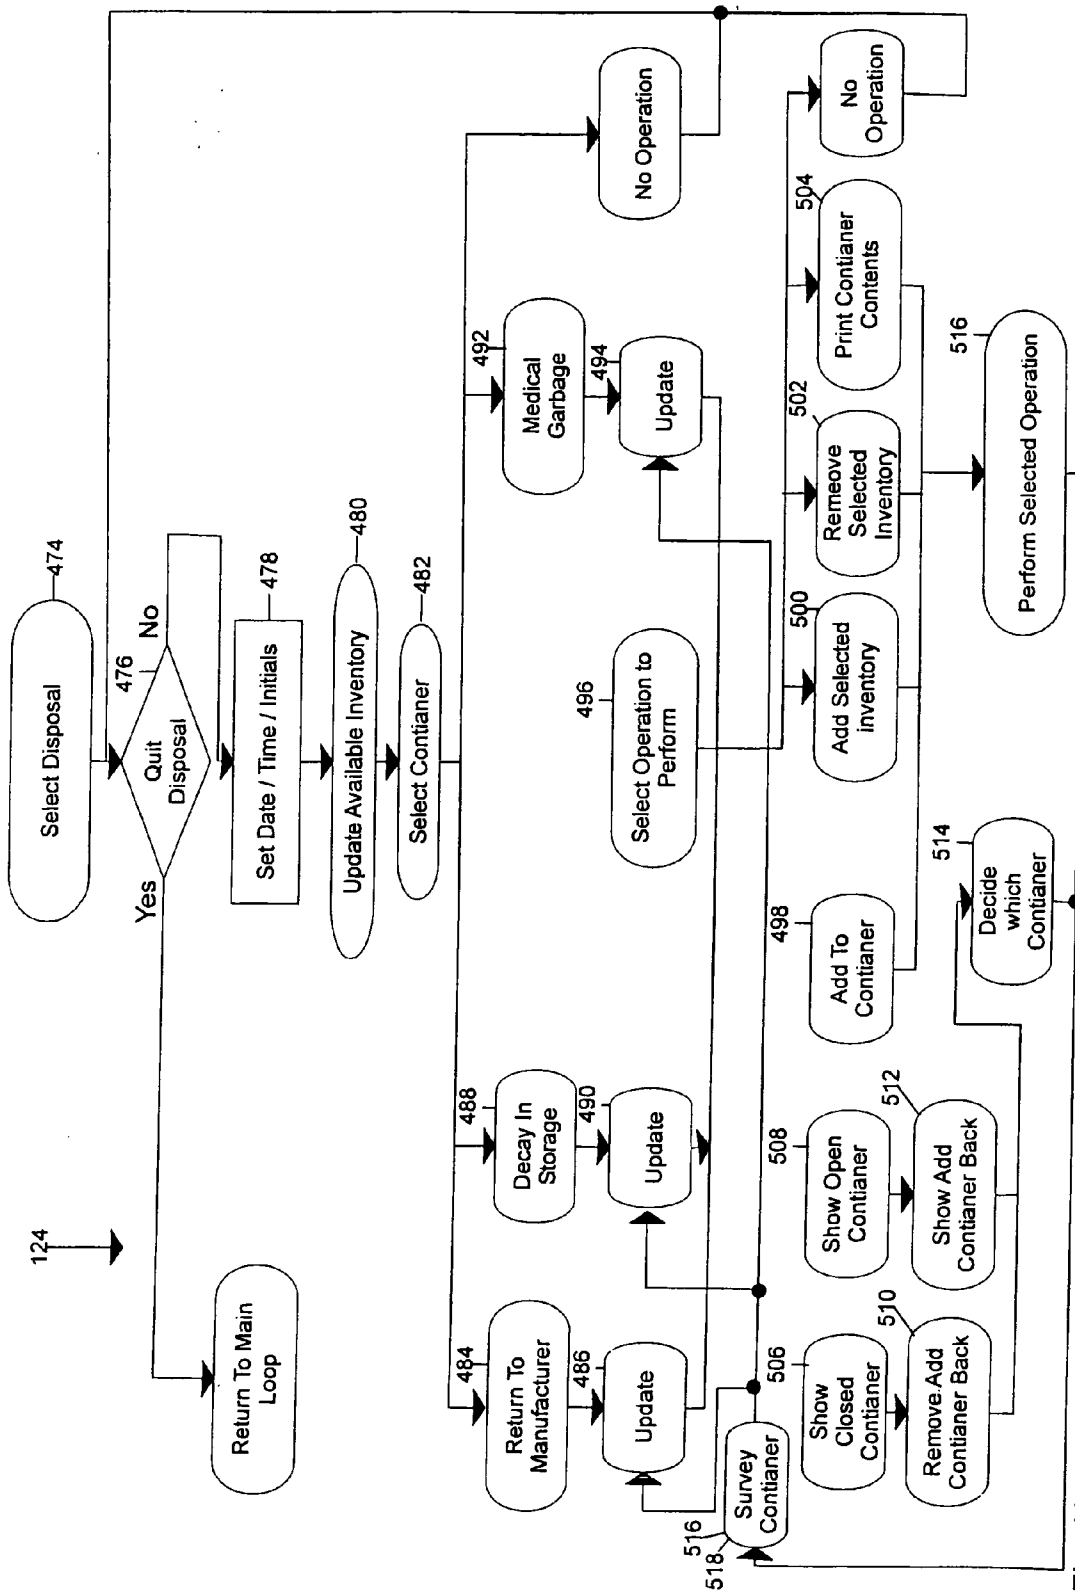 124
Select Disposal
474
476
Quit
Disposal
Yes
No
Return To Main
Loop
478
Set Date / Time / Initials
480
Update Available Inventory
482
Select Contianer
484
Return To
Manufacturer
488
Decay In
Storage
492
Medical
Garbage
No Operation
486
Update
490
Update
494
Update
496
Select Operation to
Perform
516
518
Survey
Contianer
506
Show
Closed
Contianer
508
Show Open
Contianer
498
Add To
Contianer
500
Add Selected
inventory
502
Remeove
Selected
Inventory
504
Print Contianer
Contents
No
Operation
510
Remove Add
Contianer Back
512
Show Add
Contianer Back
514
Decide
which
Contianer
516
Perform Selected Operation